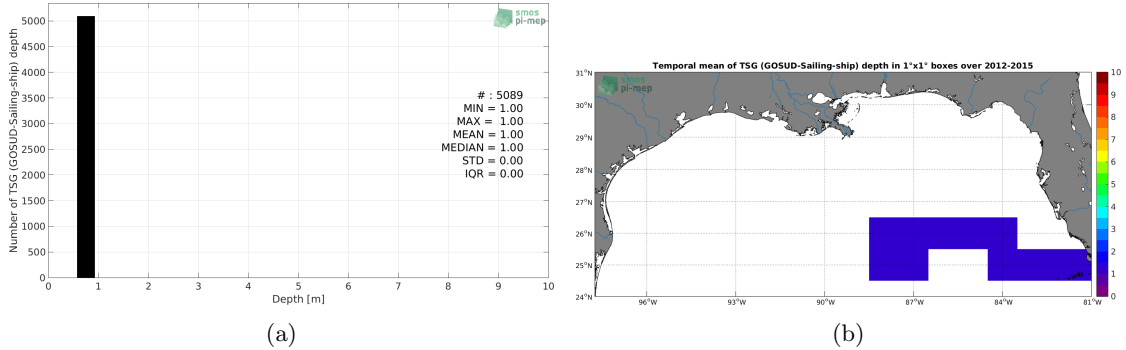 smos
pi-mep
Number of TSG (GOSUD-Sailing-ship) depth
5000
4500
4000
3500
3000
2500
2000
1500
1000
500
0
# : 5089
MIN = 1.00
MAX = 1.00
MEAN = 1.00
MEDIAN = 1.00
STD = 0.00
IQR = 0.00
0 1 2 3 4 5 6 7 8 9 10
Depth [m]
(a)
Temporal mean of TSG (GOSUD-Sailing-ship) depth in 1°x1° boxes over 2012-2015
smos
pi-mep
31°N
30°N
29°N
28°N
27°N
26°N
25°N
24°N
96°W 93°W 90°W 87°W 84°W 81°W
10
9
8
7
6
5
4
3
2
1
0
(b)